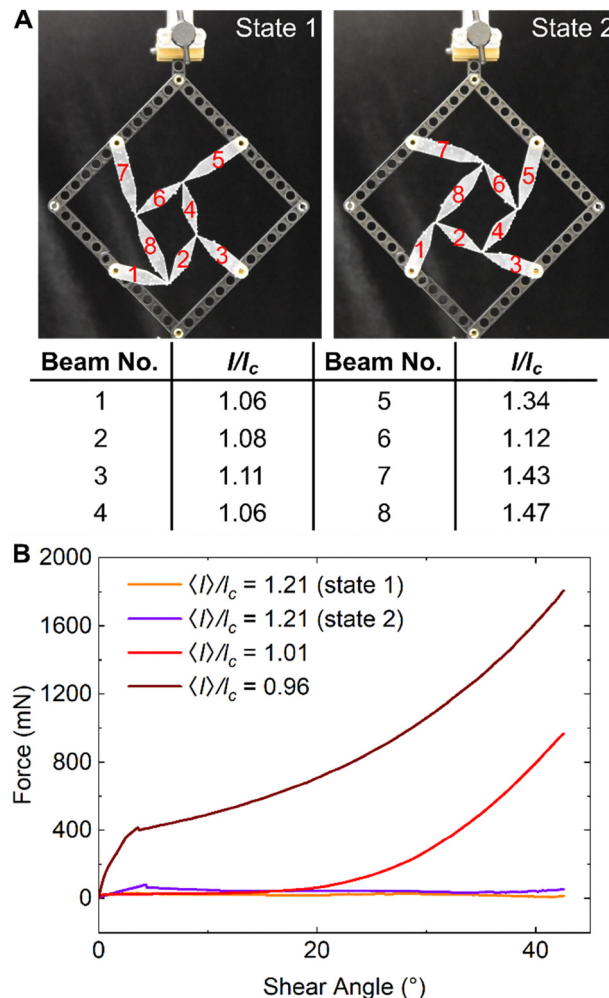 A
State 1
State 2
7
5
6
4
8
2
3
1
7
5
6
8
4
2
1
3
Beam No. l/lc Beam No. l/lc
1 1.06 5 1.34
2 1.08 6 1.12
3 1.11 7 1.43
4 1.06 8 1.47
B
2000
⟨l⟩/lc = 1.21 (state 1)
⟨l⟩/lc = 1.21 (state 2)
1600
⟨l⟩/lc = 1.01
⟨l⟩/lc = 0.96
1200
800
400
0
Force (mN)
0 20 40
Shear Angle (°)